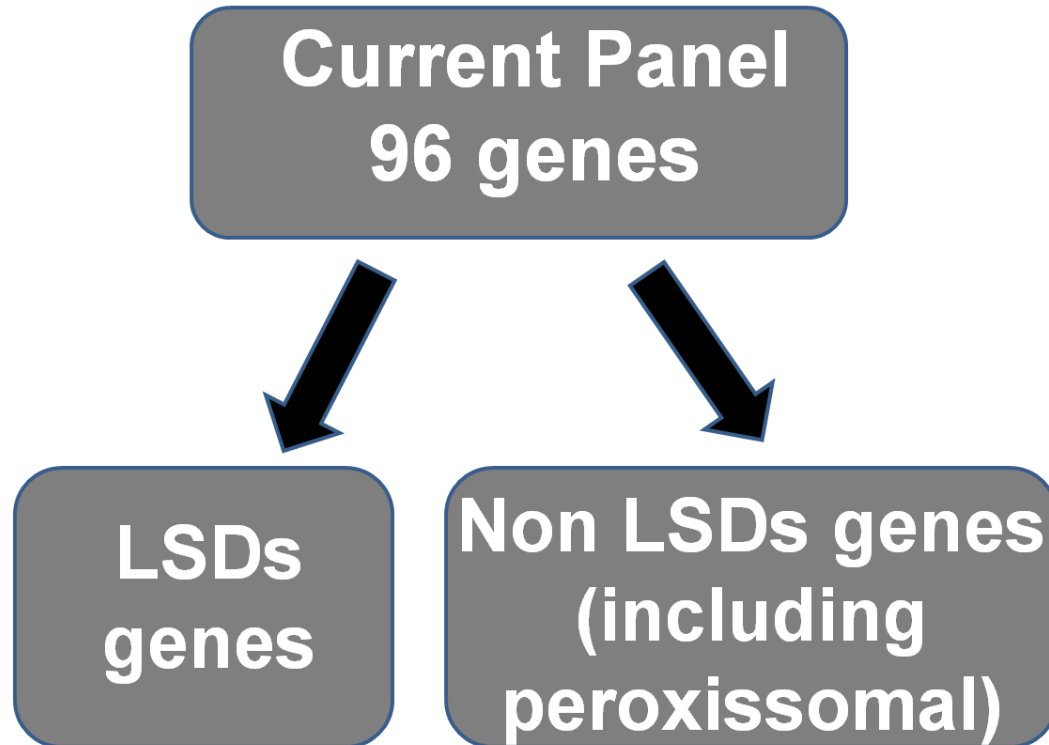 Current Panel
96 genes
LSDs
genes
Non LSDs genes
(including
peroxissomal)